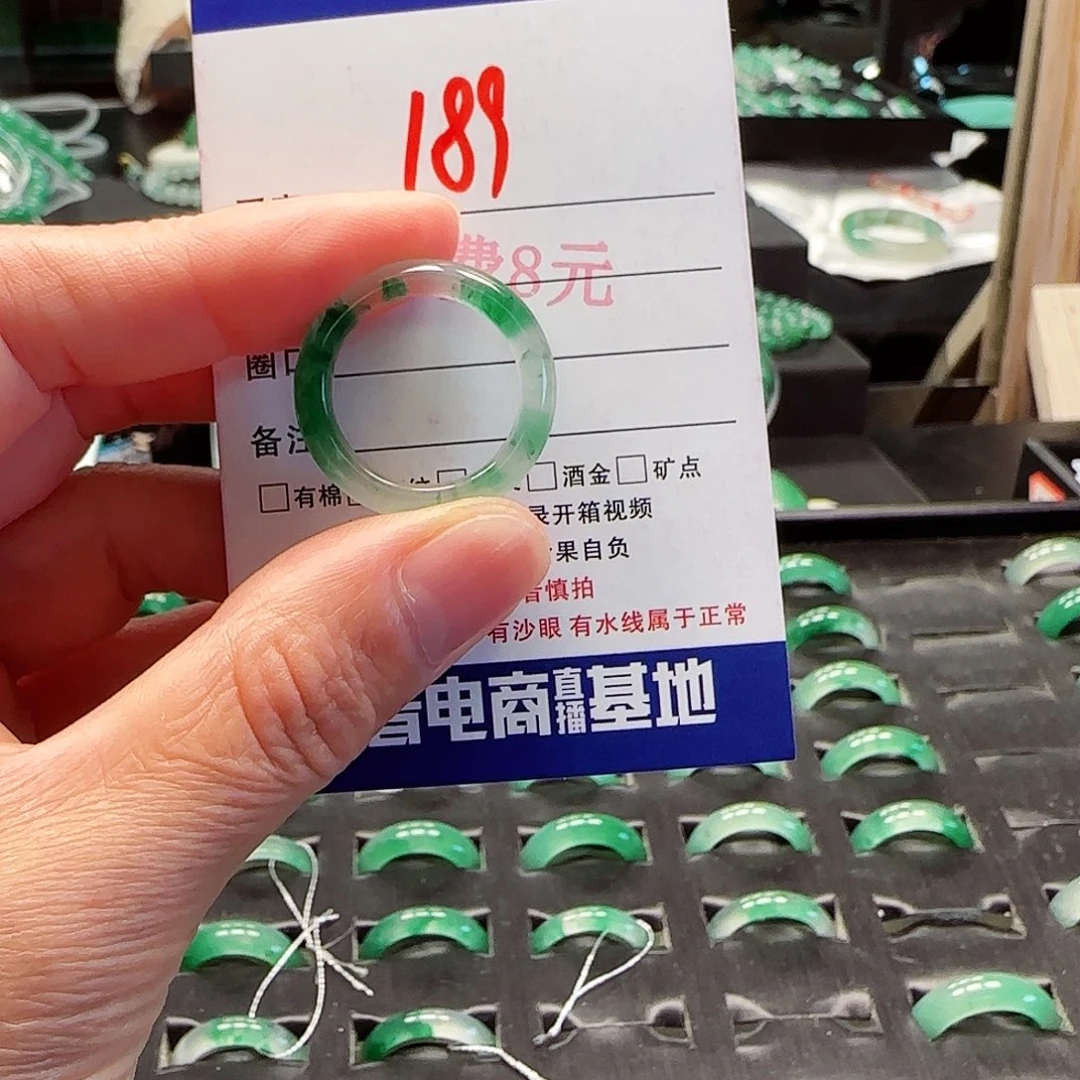 189
费8元
圈口
备注
□有棉 □酒金 □矿点
录开箱视频
果自负
者慎拍
有沙眼 有水线属于正常
电商直播基地